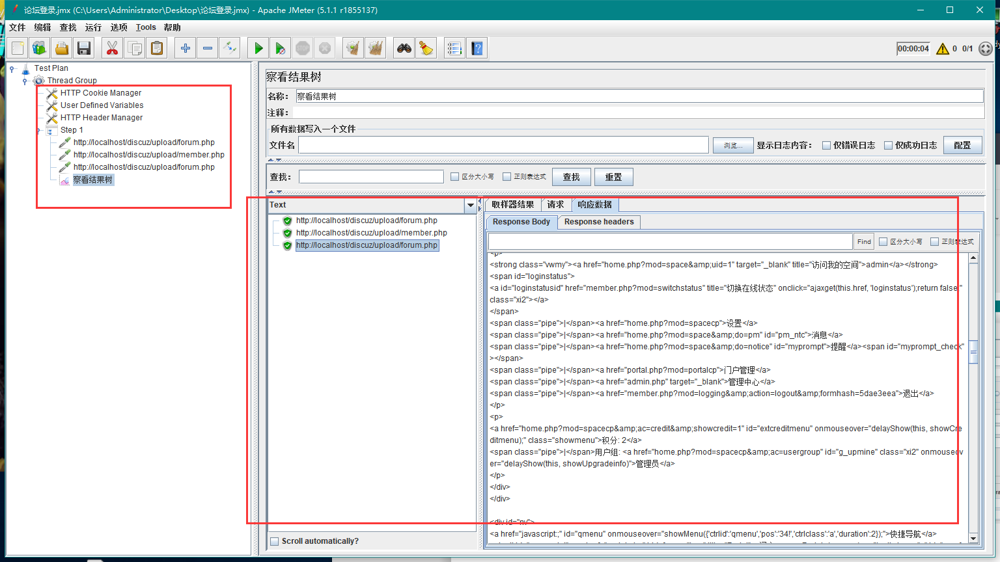 论坛登录.jmx (C:\Users\Administrator\Desktop\论坛登录.jmx) - Apache JMeter (5.1.1 r1855137)
文件 编辑 查找 运行 选项 Tools 帮助
00:00:04 0 0/1
Test Plan
Thread Group
HTTP Cookie Manager
User Defined Variables
HTTP Header Manager
Step 1
http://localhost/discuz/upload/forum.php
http://localhost/discuz/upload/member.php
http://localhost/discuz/upload/forum.php
察看结果树
察看结果树
名称: 察看结果树
注释:
所有数据写入一个文件
文件名 浏览... 显示日志内容: 仅错误日志 仅成功日志 配置
查找: 区分大小写 正则表达式 查找 重置
Text
http://localhost/discuz/upload/forum.php
http://localhost/discuz/upload/member.php
http://localhost/discuz/upload/forum.php
Scroll automatically?
取样器结果 请求 响应数据
Response Body Response headers
Find 区分大小写 正则表达式
<p>
<strong class="vwmy"><a href="home.php?mod=space&amp;uid=1" target="_blank" title="访问我的空间">admin</a></strong>
<span id="loginstatus">
<a id="loginstatusid" href="member.php?mod=switchstatus" title="切换在线状态" onclick="ajaxget(this.href, 'loginstatus');return false;"
class="xi2"></a>
</span>
<span class="pipe">|</span><a href="home.php?mod=spacecp">设置</a>
<span class="pipe">|</span><a href="home.php?mod=space&amp;do=pm" id="pm_ntc">消息</a>
<span class="pipe">|</span><a href="home.php?mod=space&amp;do=notice" id="myprompt">提醒</a><span id="myprompt_check"
></span>
<span class="pipe">|</span><a href="portal.php?mod=portalcp">门户管理</a>
<span class="pipe">|</span><a href="admin.php" target="_blank">管理中心</a>
<span class="pipe">|</span><a href="member.php?mod=logging&amp;action=logout&amp;formhash=5dae3eea">退出</a>
</p>
<p>
<a href="home.php?mod=spacecp&amp;ac=credit&amp;showcredit=1" id="extcreditmenu" onmouseover="delayShow(this, showCre
ditmenu);" class="showmenu">积分: 2</a>
<span class="pipe">|</span>用户组: <a href="home.php?mod=spacecp&amp;ac=usergroup" id="g_upmine" class="xi2" onmouseov
er="delayShow(this, showUpgradeinfo)">管理员</a>
</p>
</div>
</div>
<div id="nv">
<a href="javascript:;" id="qmenu" onmouseover="showMenu({'ctrlid':'qmenu','pos':'34!','ctrlclass':'a','duration':2});">快捷导航</a>